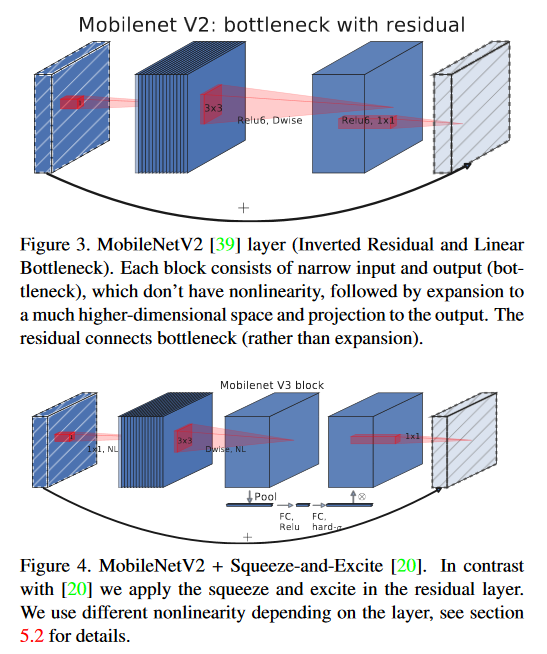 Mobilenet V2: bottleneck with residual
3x3
Relu6, Dwise
Relu6, 1x1
+
Figure 3. MobileNetV2 [39] layer (Inverted Residual and Linear
Bottleneck). Each block consists of narrow input and output (bot-
tleneck), which don’t have nonlinearity, followed by expansion to
a much higher-dimensional space and projection to the output. The
residual connects bottleneck (rather than expansion).
Mobilenet V3 block
1x1, NL
3x3
Dwise, NL
1x1
Pool
⊗
FC,
Relu
FC,
hard-σ
+
Figure 4. MobileNetV2 + Squeeze-and-Excite [20]. In contrast
with [20] we apply the squeeze and excite in the residual layer.
We use different nonlinearity depending on the layer, see section
5.2 for details.